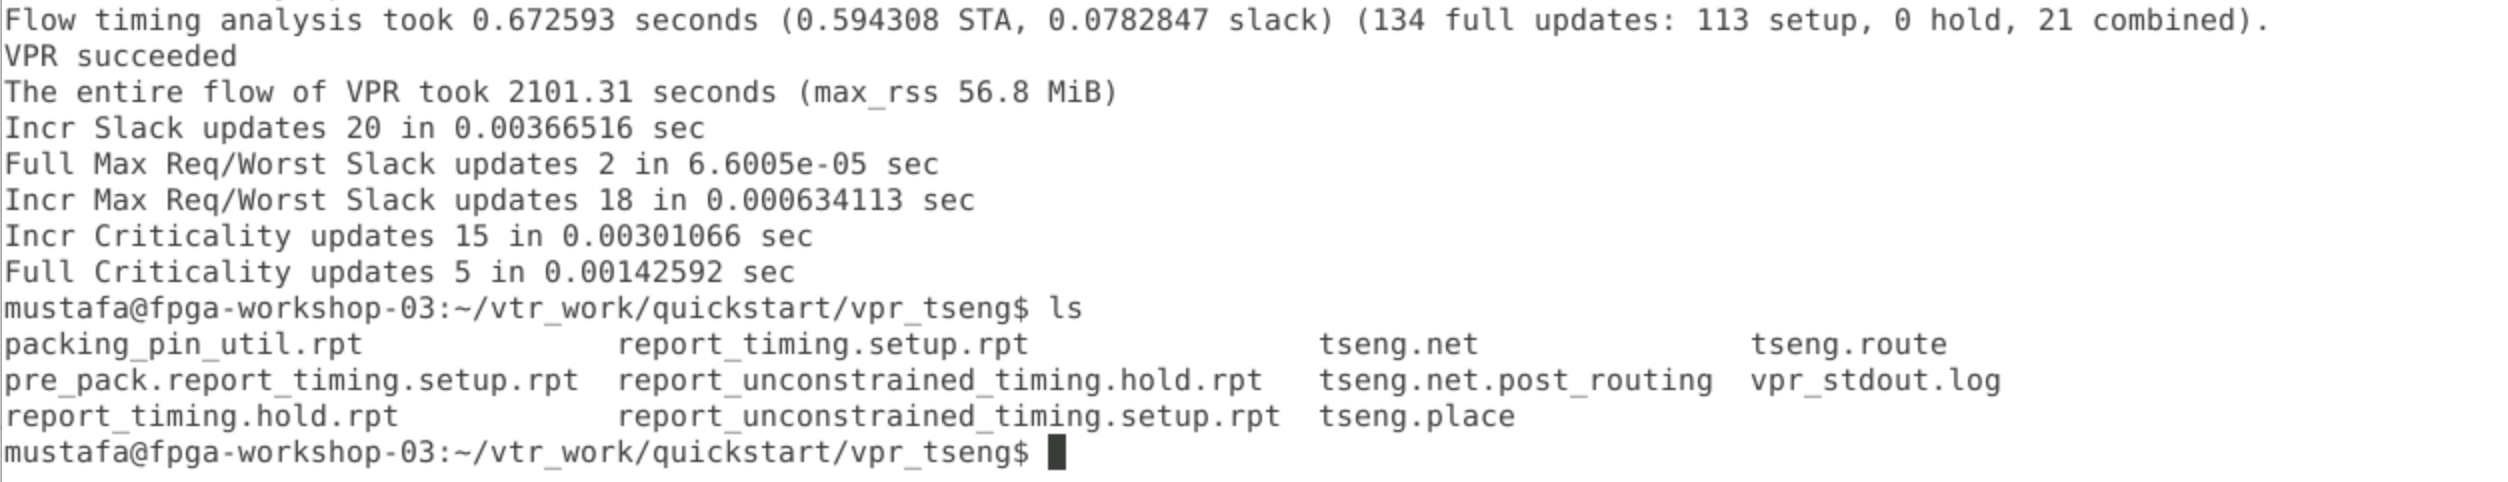 Flow timing analysis took 0.672593 seconds (0.594308 STA, 0.0782847 slack) (134 full updates: 113 setup, 0 hold, 21 combined).
VPR succeeded
The entire flow of VPR took 2101.31 seconds (max_rss 56.8 MiB)
Incr Slack updates 20 in 0.00366516 sec
Full Max Req/Worst Slack updates 2 in 6.6005e-05 sec
Incr Max Req/Worst Slack updates 18 in 0.000634113 sec
Incr Criticality updates 15 in 0.00301066 sec
Full Criticality updates 5 in 0.00142592 sec
mustafa@fpga-workshop-03:~/vtr_work/quickstart/vpr_tseng$ ls
packing_pin_util.rpt report_timing.setup.rpt tseng.net tseng.route
pre_pack.report_timing.setup.rpt report_unconstrained_timing.hold.rpt tseng.net.post_routing vpr_stdout.log
report_timing.hold.rpt report_unconstrained_timing.setup.rpt tseng.place
mustafa@fpga-workshop-03:~/vtr_work/quickstart/vpr_tseng$